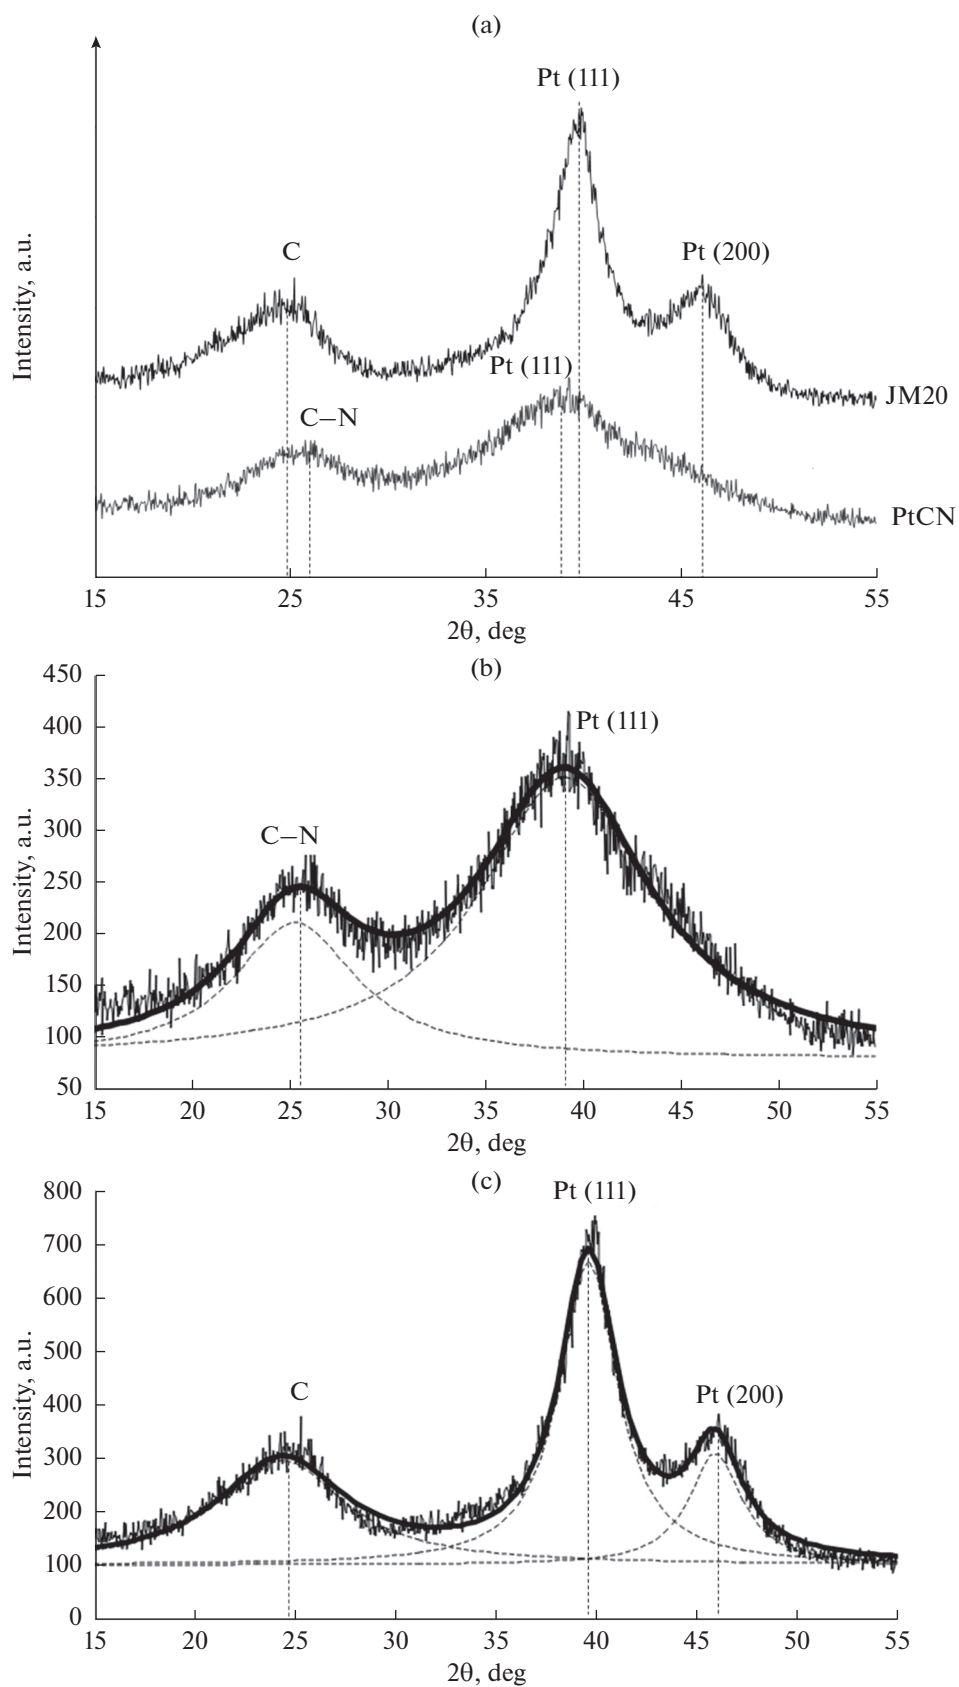 (a)
Pt (111)
C
Pt (200)
Intensity, a.u.
Pt (111)
JM20
C–N
PtCN
15 25 35 45 55
2θ, deg
(b)
450
400
350
300
250
200
150
100
50
Pt (111)
C–N
Intensity, a.u.
15 20 25 30 35 40 45 50 55
2θ, deg
(c)
800
700
600
500
400
300
200
100
0
Pt (111)
C
Pt (200)
Intensity, a.u.
15 20 25 30 35 40 45 50 55
2θ, deg